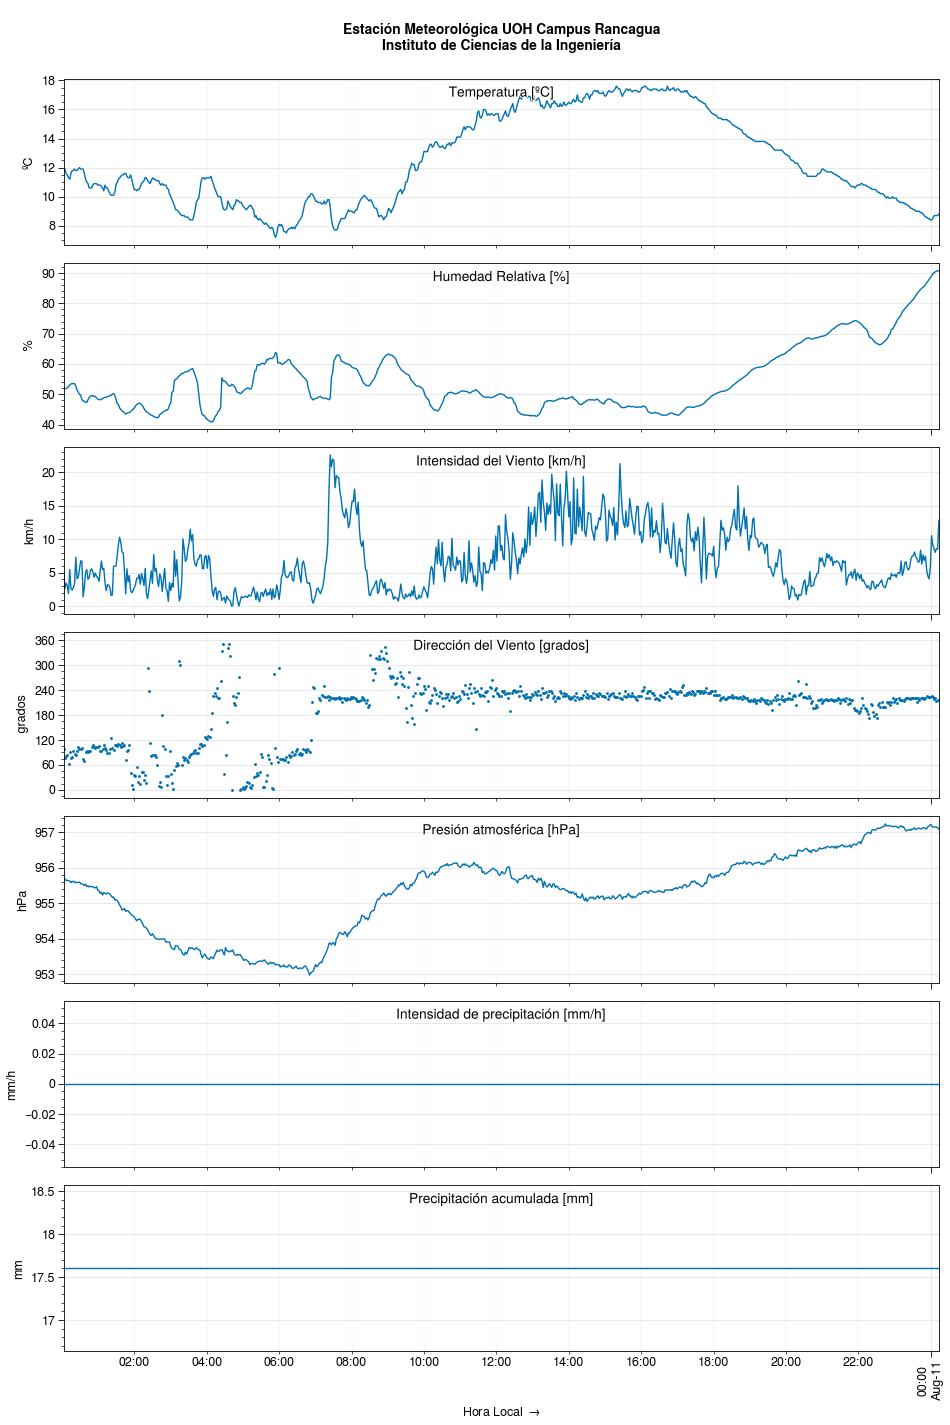 Estación Meteorológica UOH Campus Rancagua
Instituto de Ciencias de la Ingeniería
Temperatura [ºC]
ºC
18
16
14
12
10
8
Humedad Relativa [%]
%
90
80
70
60
50
40
Intensidad del Viento [km/h]
km/h
20
15
10
5
0
Dirección del Viento [grados]
grados
360
300
240
180
120
60
0
Presión atmosférica [hPa]
hPa
957
956
955
954
953
Intensidad de precipitación [mm/h]
mm/h
0.04
0.02
0
−0.02
−0.04
Precipitación acumulada [mm]
mm
18.5
18
17.5
17
02:00 04:00 06:00 08:00 10:00 12:00 14:00 16:00 18:00 20:00 22:00
00:00
Aug-11
Hora Local →